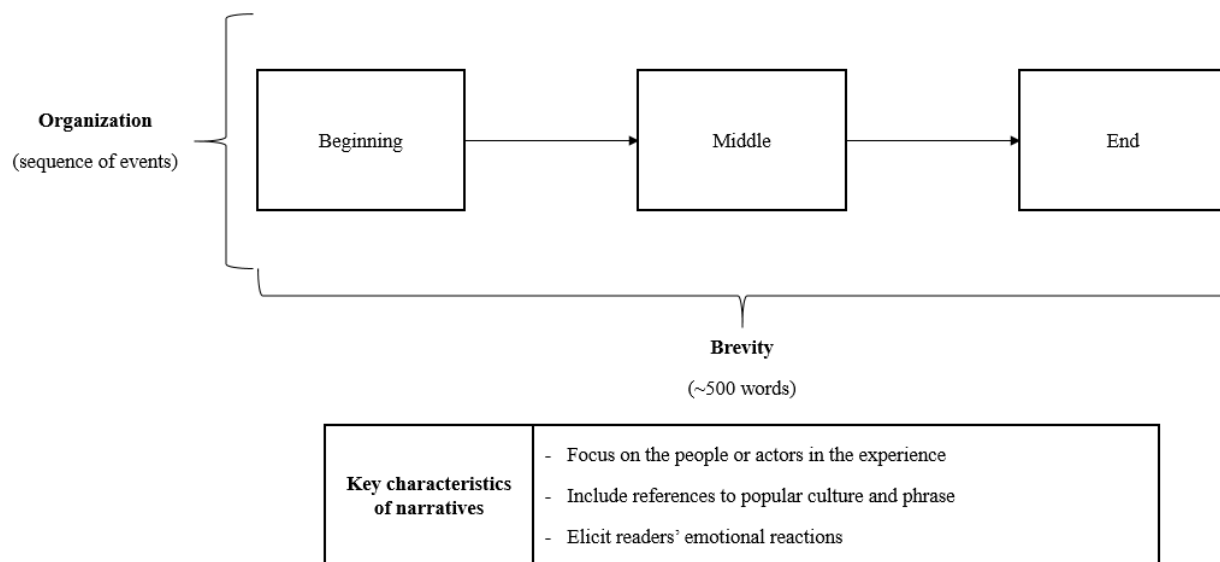 Organization
(sequence of events)
Beginning
Middle
End
Brevity
(~500 words)
Key characteristics
of narratives
- Focus on the people or actors in the experience
- Include references to popular culture and phrase
- Elicit readers’ emotional reactions